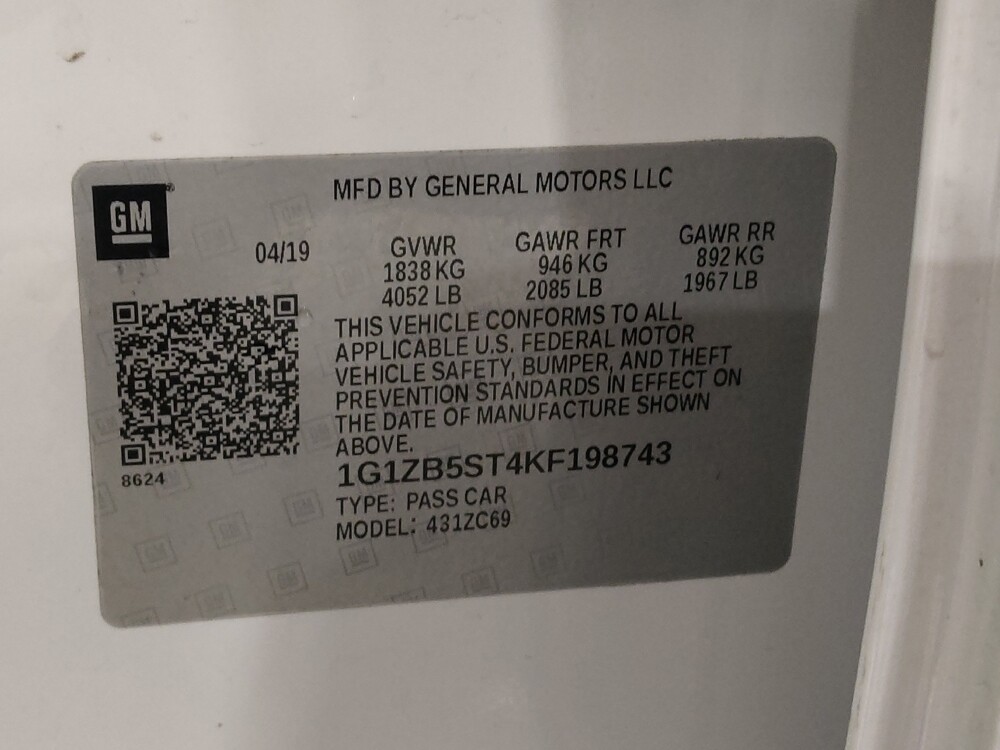 GM
MFD BY GENERAL MOTORS LLC
04/19
GVWR
1838 KG
4052 LB
GAWR FRT
946 KG
2085 LB
GAWR RR
892 KG
1967 LB
THIS VEHICLE CONFORMS TO ALL
APPLICABLE U.S. FEDERAL MOTOR
VEHICLE SAFETY, BUMPER, AND THEFT
PREVENTION STANDARDS IN EFFECT ON
THE DATE OF MANUFACTURE SHOWN
ABOVE.
8624
1G1ZB5ST4KF198743
TYPE: PASS CAR
MODEL: 431ZC69